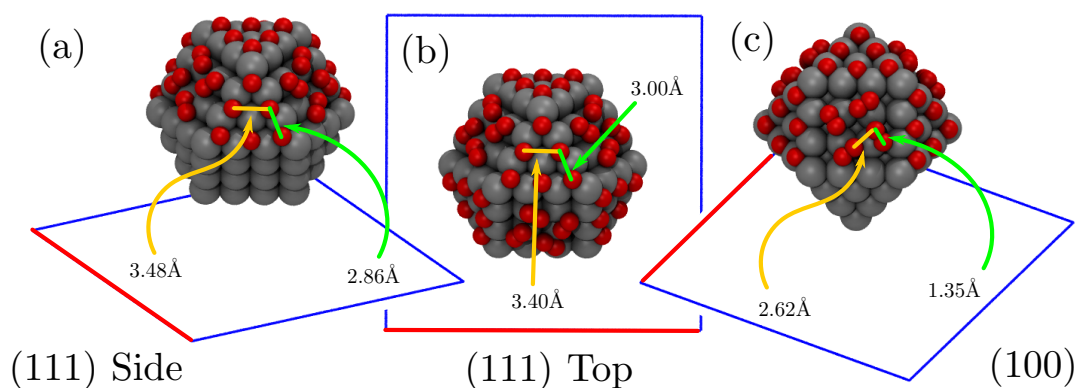 (a)
(b)
(c)
3.00Å
3.48Å
2.86Å
3.40Å
2.62Å
1.35Å
(111) Side
(111) Top
(100)